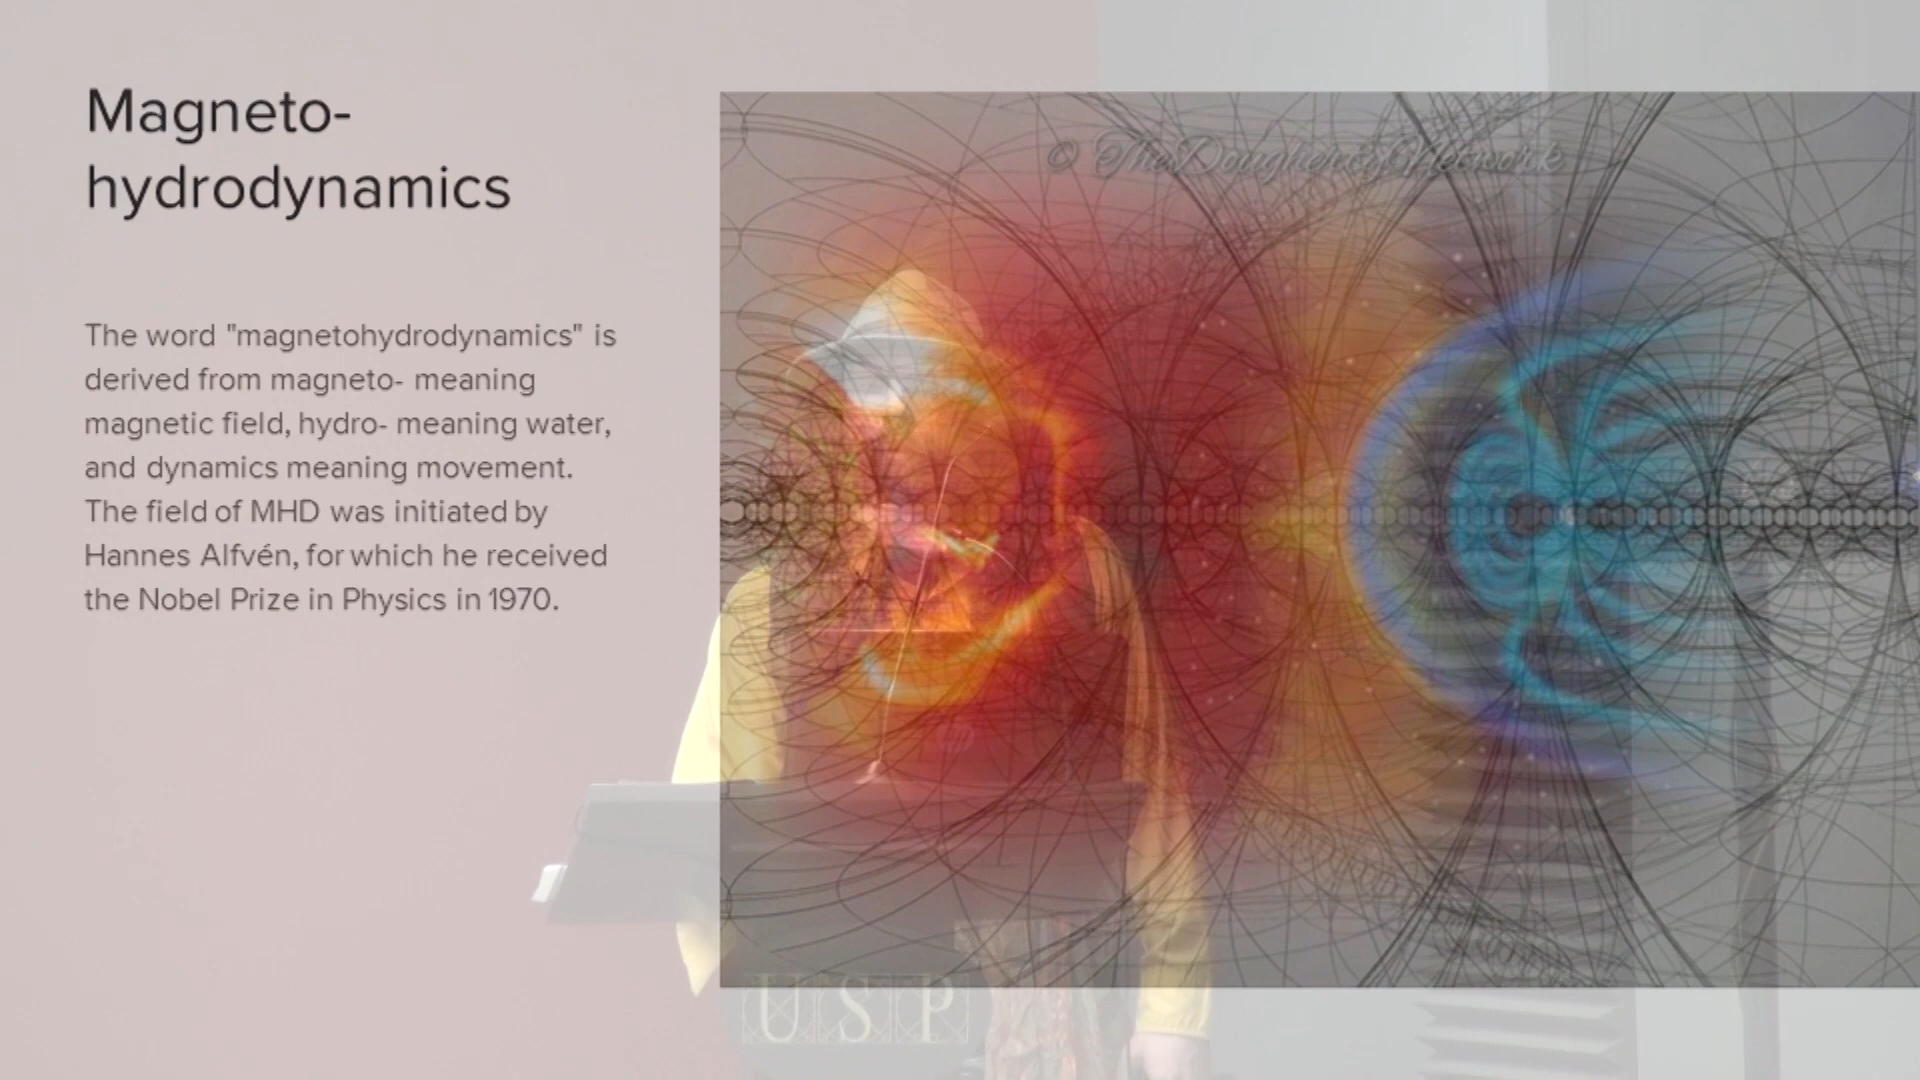 Magneto-
hydrodynamics
© TheDoughertyNetwork
The word "magnetohydrodynamics" is
derived from magneto- meaning
magnetic field, hydro- meaning water,
and dynamics meaning movement.
The field of MHD was initiated by
Hannes Alfvén, for which he received
the Nobel Prize in Physics in 1970.
USP